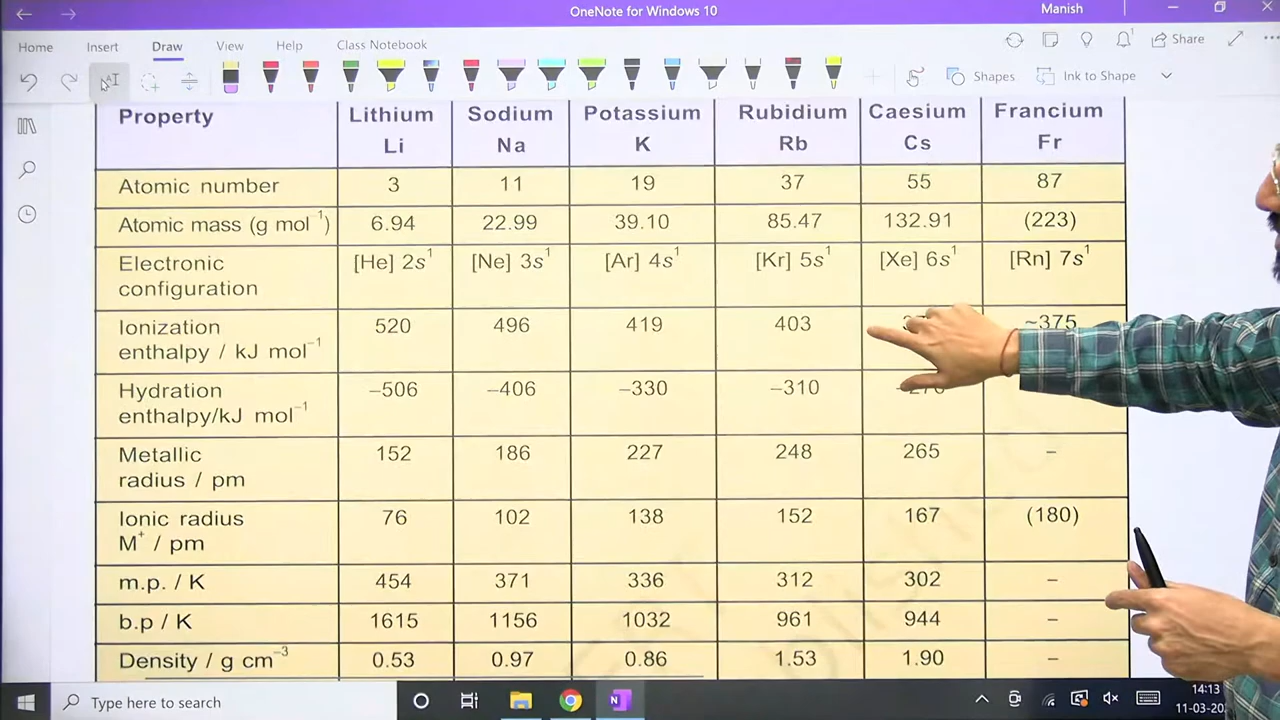 OneNote for Windows 10
Manish
Home Insert Draw View Help Class Notebook
Share
Shapes
Ink to Shape
Property Lithium Sodium Potassium Rubidium Caesium Francium
Li Na K Rb Cs Fr
Atomic number 3 11 19 37 55 87
Atomic mass (g mol⁻¹) 6.94 22.99 39.10 85.47 132.91 (223)
Electronic [He] 2s¹ [Ne] 3s¹ [Ar] 4s¹ [Kr] 5s¹ [Xe] 6s¹ [Rn] 7s¹
configuration
Ionization 520 496 419 403 ~375
enthalpy / kJ mol⁻¹
Hydration –506 –406 –330 –310
enthalpy/kJ mol⁻¹
Metallic 152 186 227 248 265 –
radius / pm
Ionic radius 76 102 138 152 167 (180)
M⁺ / pm
m.p. / K 454 371 336 312 302 –
b.p / K 1615 1156 1032 961 944 –
Density / g cm⁻³ 0.53 0.97 0.86 1.53 1.90 –
Type here to search
14:13